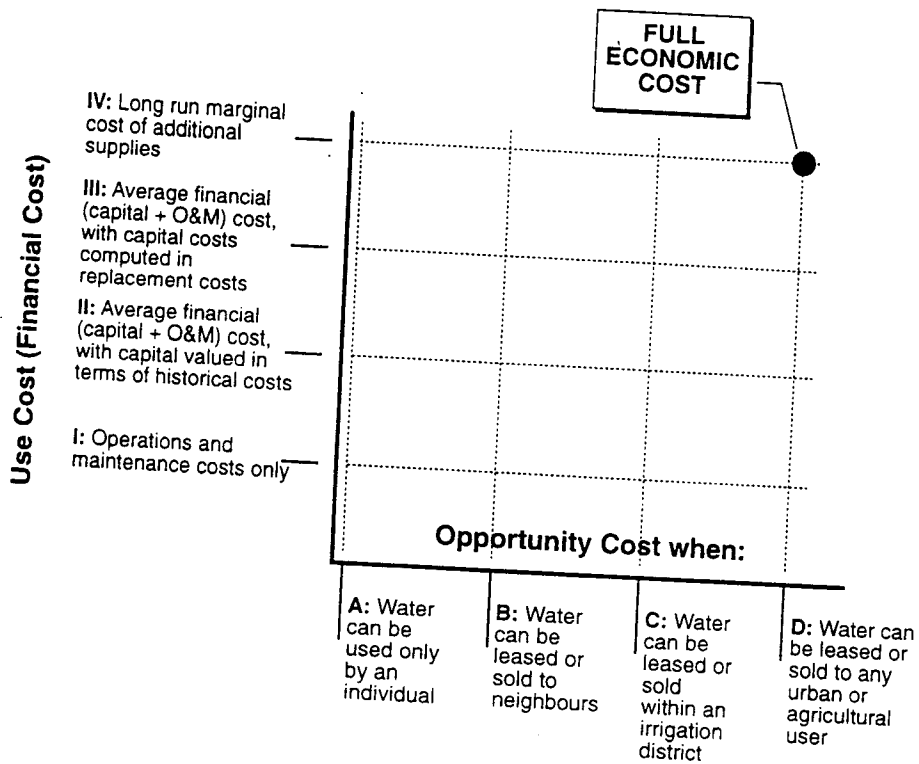 FULL
ECONOMIC
COST
Use Cost (Financial Cost)
IV: Long run marginal
cost of additional
supplies
III: Average financial
(capital + O&M) cost,
with capital costs
computed in
replacement costs
II: Average financial
(capital + O&M) cost,
with capital valued in
terms of historical costs
I: Operations and
maintenance costs only
Opportunity Cost when:
A: Water
can be
used only
by an
individual
B: Water
can be
leased or
sold to
neighbours
C: Water
can be
leased or
sold
within an
irrigation
district
D: Water can
be leased or
sold to any
urban or
agricultural
user